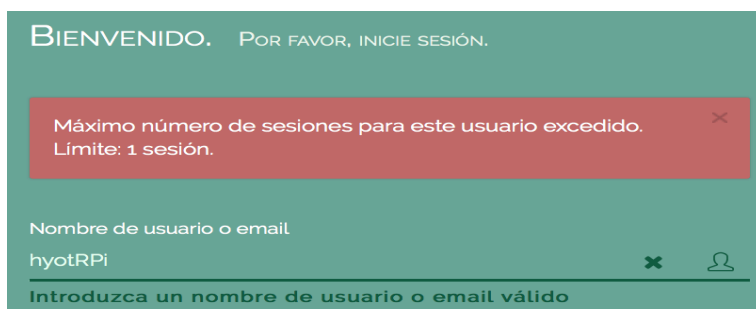 BIENVENIDO. POR FAVOR, INICIE SESIÓN.
Máximo número de sesiones para este usuario excedido.
Límite: 1 sesión.
Nombre de usuario o email
hyotRPi
Introduzca un nombre de usuario o email válido